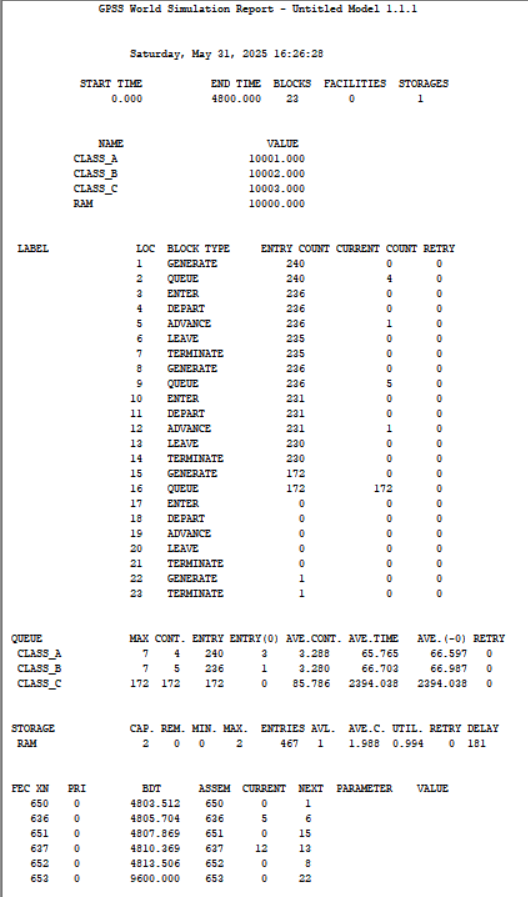 GPSS World Simulation Report - Untitled Model 1.1.1
Saturday, May 31, 2025 16:26:28
START TIME END TIME BLOCKS FACILITIES STORAGES
0.000 4800.000 23 0 1
NAME VALUE
CLASS_A 10001.000
CLASS_B 10002.000
CLASS_C 10003.000
RAM 10000.000
LABEL LOC BLOCK TYPE ENTRY COUNT CURRENT COUNT RETRY
1 GENERATE 240 0 0
2 QUEUE 240 4 0
3 ENTER 236 0 0
4 DEPART 236 0 0
5 ADVANCE 236 1 0
6 LEAVE 235 0 0
7 TERMINATE 235 0 0
8 GENERATE 236 0 0
9 QUEUE 236 5 0
10 ENTER 231 0 0
11 DEPART 231 0 0
12 ADVANCE 231 1 0
13 LEAVE 230 0 0
14 TERMINATE 230 0 0
15 GENERATE 172 0 0
16 QUEUE 172 172 0
17 ENTER 0 0 0
18 DEPART 0 0 0
19 ADVANCE 0 0 0
20 LEAVE 0 0 0
21 TERMINATE 0 0 0
22 GENERATE 1 0 0
23 TERMINATE 1 0 0
QUEUE MAX CONT. ENTRY ENTRY(0) AVE.CONT. AVE.TIME AVE.(-0) RETRY
CLASS_A 7 4 240 3 3.288 65.765 66.597 0
CLASS_B 7 5 236 1 3.280 66.703 66.987 0
CLASS_C 172 172 172 0 85.786 2394.038 2394.038 0
STORAGE CAP. REM. MIN. MAX. ENTRIES AVL. AVE.C. UTIL. RETRY DELAY
RAM 2 0 0 2 467 1 1.988 0.994 0 181
FEC XN PRI BDT ASSEM CURRENT NEXT PARAMETER VALUE
650 0 4803.512 650 0 1
636 0 4805.704 636 5 6
651 0 4807.869 651 0 15
637 0 4810.369 637 12 13
652 0 4813.506 652 0 8
653 0 9600.000 653 0 22